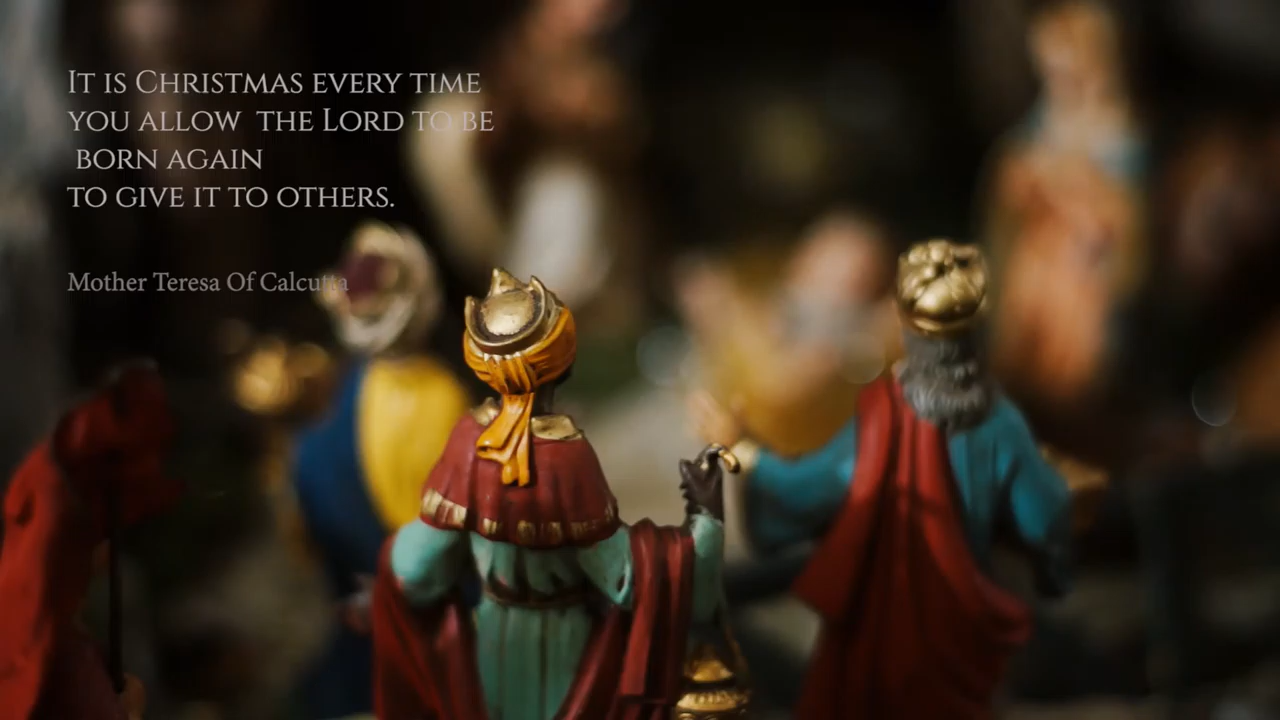 It is Christmas every time
you allow the Lord to be
born again
to give it to others.
Mother Teresa Of Calcutta